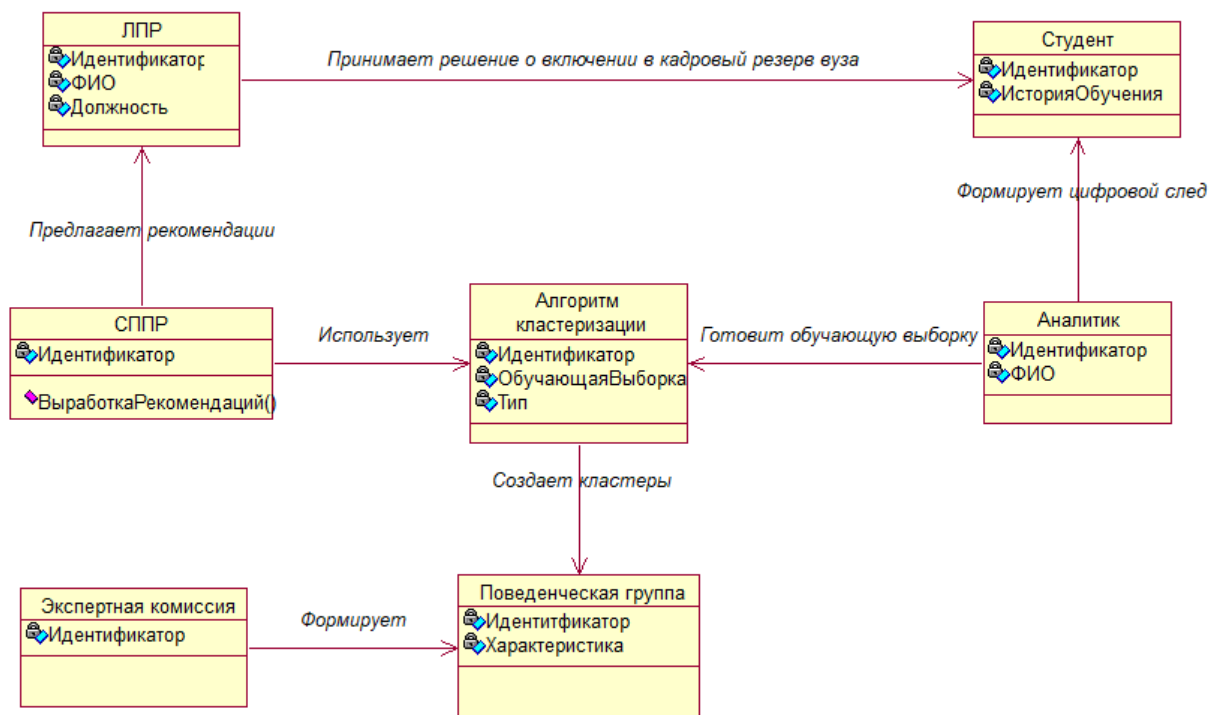 ЛПР
Идентификатор
ФИО
Должность
Принимает решение о включении в кадровый резерв вуза
Студент
Идентификатор
ИсторияОбучения
Предлагает рекомендации
Формирует цифровой след
СППР
Идентификатор
ВыработкаРекомендаций()
Использует
Алгоритм
кластеризации
Идентификатор
ОбучающаяВыборка
Тип
Готовит обучающую выборку
Аналитик
Идентификатор
ФИО
Создает кластеры
Экспертная комиссия
Идентификатор
Формирует
Поведенческая группа
Идентитфикатор
Характеристика